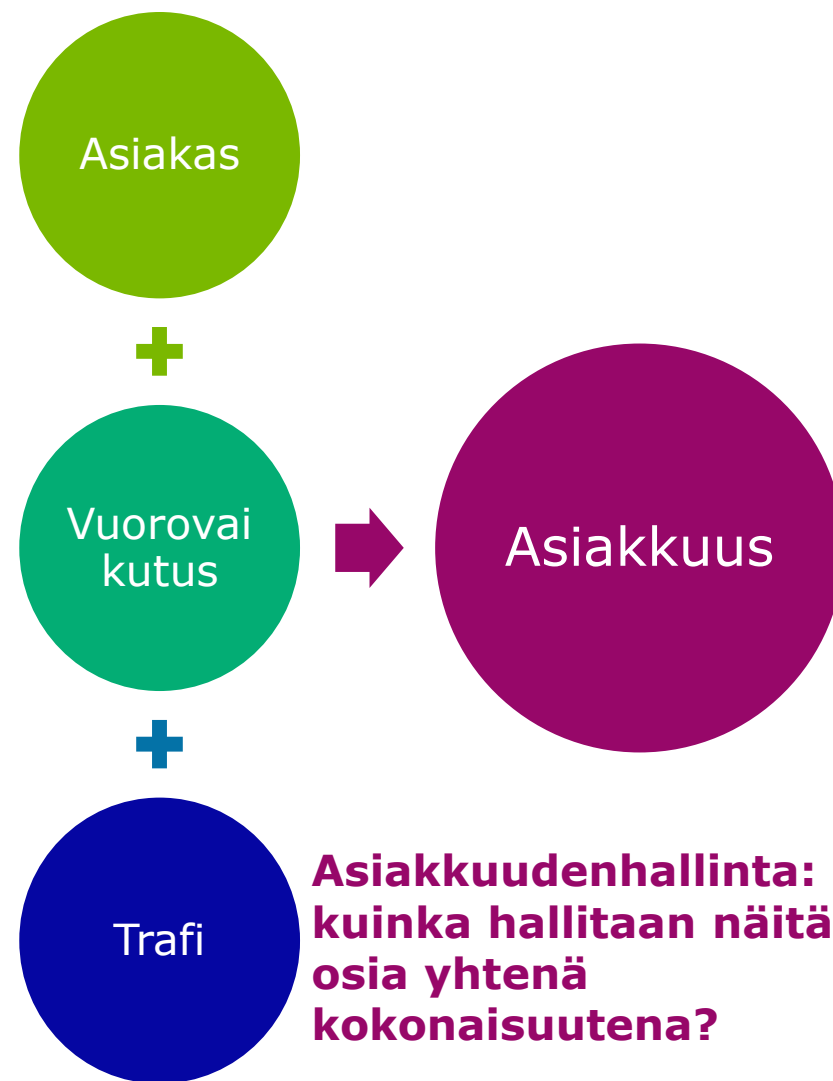 Asiakas
Vuorovai
kutus
Asiakkuus
Trafi
Asiakkuudenhallinta:
kuinka hallitaan näitä
osia yhtenä
kokonaisuutena?